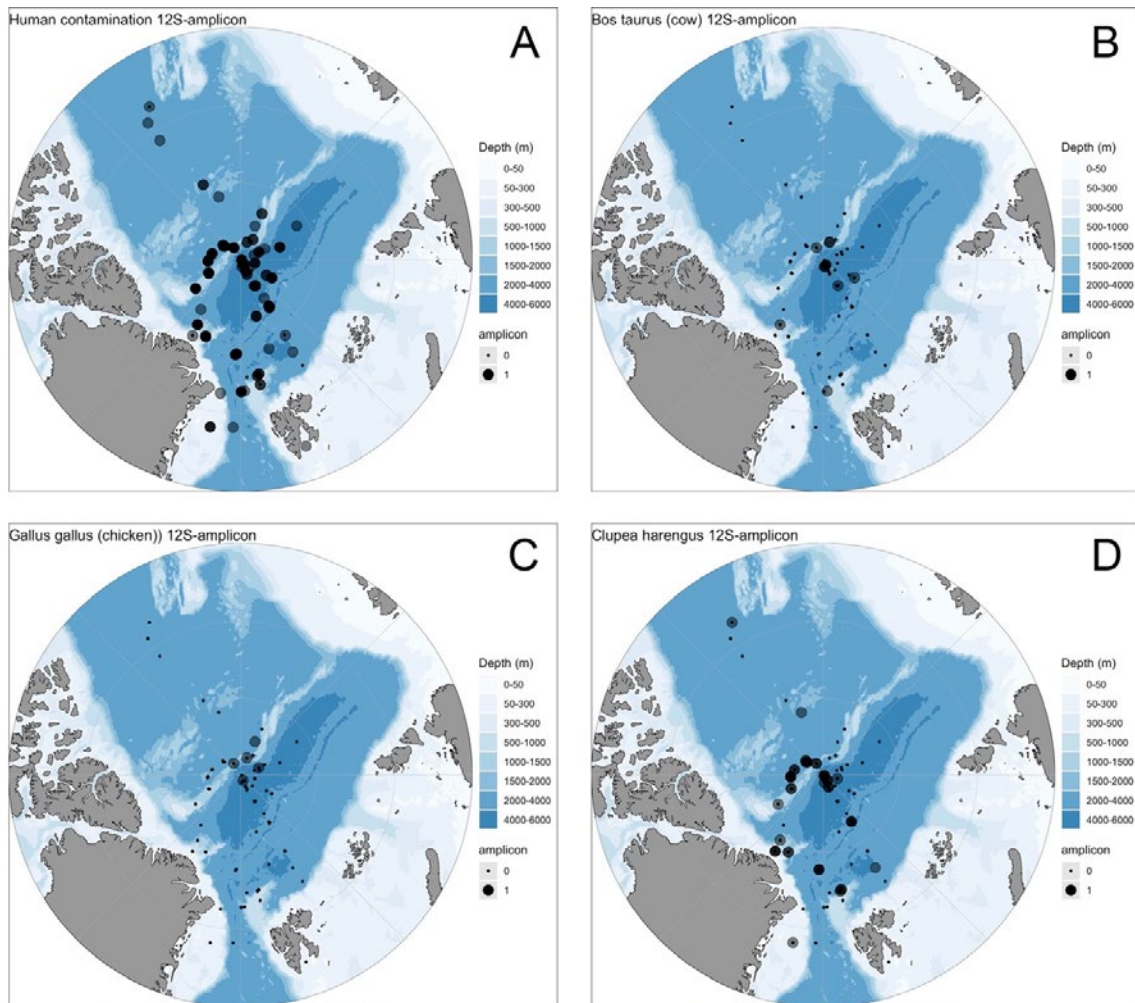 Human contamination 12S-amplicon
A
Depth (m)
0-50
50-300
300-500
500-1000
1000-1500
1500-2000
2000-4000
4000-6000
amplicon
0
1
Bos taurus (cow) 12S-amplicon
B
Depth (m)
0-50
50-300
300-500
500-1000
1000-1500
1500-2000
2000-4000
4000-6000
amplicon
0
1
Gallus gallus (chicken)) 12S-amplicon
C
Depth (m)
0-50
50-300
300-500
500-1000
1000-1500
1500-2000
2000-4000
4000-6000
amplicon
0
1
Clupea harengus 12S-amplicon
D
Depth (m)
0-50
50-300
300-500
500-1000
1000-1500
1500-2000
2000-4000
4000-6000
amplicon
0
1